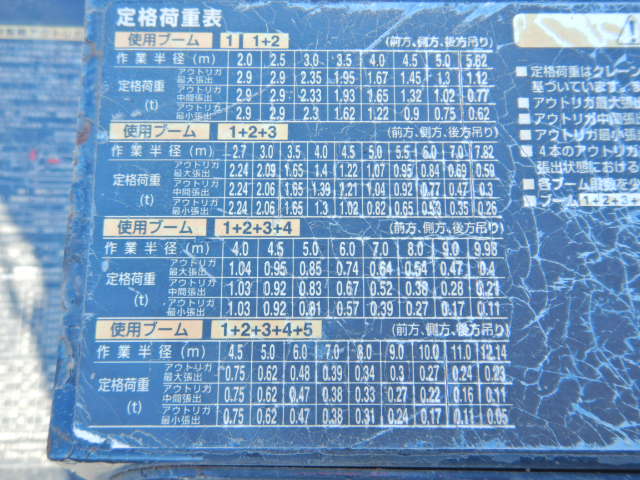 定格荷重表
使用ブーム 1 1+2 (前方、側方、後方吊り)
作業半径(m) 2.0 2.5 3.0 3.5 4.0 4.5 5.0 5.82
定格荷重(t) アウトリガ最大張出 2.9 2.9 2.35 1.95 1.67 1.45 1.3 1.12
アウトリガ中間張出 2.9 2.9 2.33 1.93 1.65 1.32 1.02 0.77
アウトリガ最小張出 2.9 2.9 2.3 1.62 1.22 0.9 0.75 0.62
使用ブーム 1+2+3 (前方、側方、後方吊り)
作業半径(m) 2.7 3.0 3.5 4.0 4.5 5.0 5.5 6.0 7.0 7.82
定格荷重(t) アウトリガ最大張出 2.24 2.09 1.65 1.4 1.22 1.07 0.95 0.84 0.69 0.59
アウトリガ中間張出 2.24 2.06 1.65 1.39 1.21 1.04 0.92 0.77 0.47 0.3
アウトリガ最小張出 2.24 2.06 1.65 1.3 1.02 0.82 0.65 0.53 0.35 0.26
使用ブーム 1+2+3+4 (前方、側方、後方吊り)
作業半径(m) 4.0 4.5 5.0 6.0 7.0 8.0 9.0 9.98
定格荷重(t) アウトリガ最大張出 1.04 0.95 0.85 0.74 0.64 0.54 0.47 0.4
アウトリガ中間張出 1.03 0.92 0.83 0.67 0.52 0.38 0.28 0.21
アウトリガ最小張出 1.03 0.92 0.81 0.57 0.39 0.27 0.17 0.11
使用ブーム 1+2+3+4+5 (前方、側方、後方吊り)
作業半径(m) 4.5 5.0 6.0 7.0 8.0 9.0 10.0 11.0 12.14
定格荷重(t) アウトリガ最大張出 0.75 0.62 0.48 0.39 0.34 0.3 0.27 0.24 0.23
アウトリガ中間張出 0.75 0.62 0.47 0.38 0.33 0.27 0.22 0.16 0.11
アウトリガ最小張出 0.75 0.62 0.47 0.38 0.31 0.24 0.17 0.11 0.05
■定格荷重はクレーン
基づいています。
■アウトリガ最大張
■アウトリガ中間張出
■アウトリガ最小張
■4本のアウトリガ
張出状態における
■各ブーム
■ブーム1+2+3+